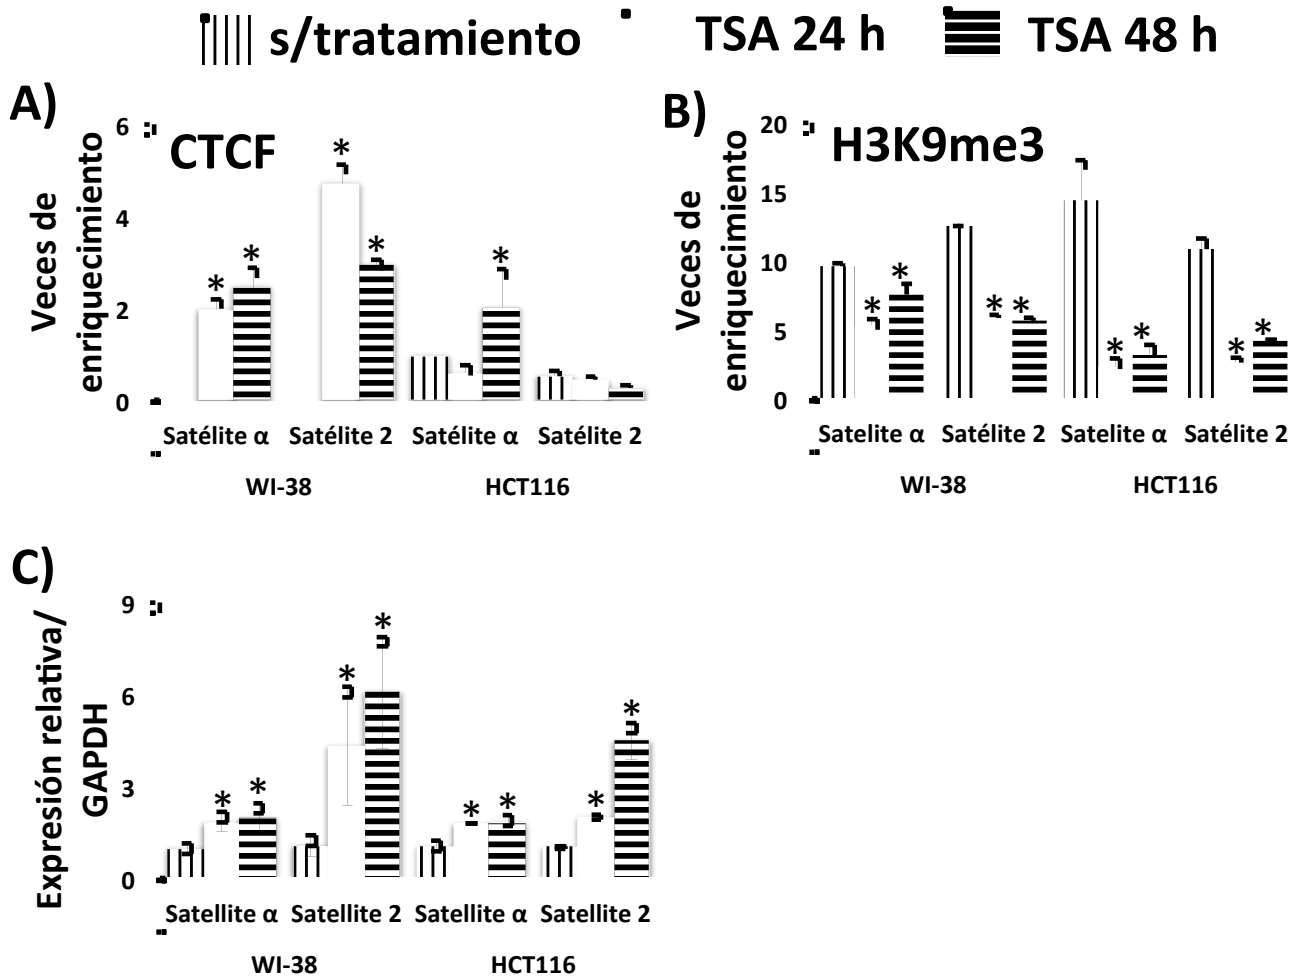 s/tratamiento TSA 24 h TSA 48 h
A)
CTCF
Veces de
enriquecimiento
6
4
2
0
* * * * *
Satélite α Satélite 2 Satélite α Satélite 2
WI-38 HCT116
B)
H3K9me3
Veces de
enriquecimiento
20
15
10
5
0
* * * * * * * *
Satelite α Satélite 2 Satelite α Satélite 2
WI-38 HCT116
C)
Expresión relativa/
GAPDH
9
6
3
0
* * * * * * * *
Satellite α Satellite 2 Satellite α Satellite 2
WI-38 HCT116